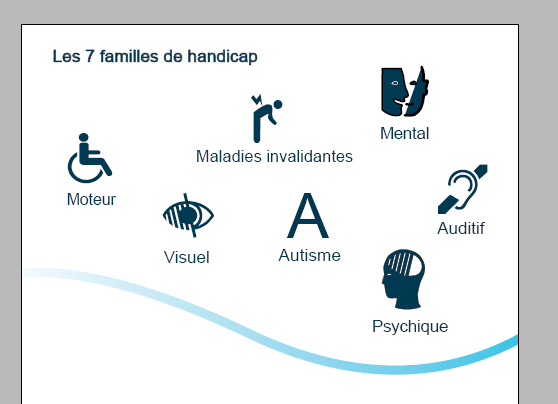 Les 7 familles de handicap
Mental
Maladies invalidantes
Moteur
Auditif
A
Visuel
Autisme
Psychique